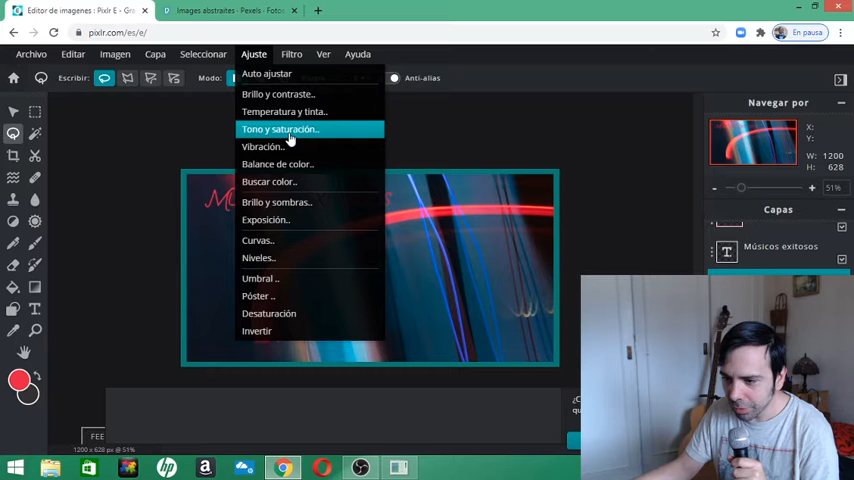 Editor de imagenes : Pixlr E - Gra
Images abstraites - Pexels - Fotos
pixlr.com/es/e/
En pausa
Archivo Editar Imagen Capa Seleccionar Ajuste Filtro Ver Ayuda
Escribir: Modo: Anti-alias
Auto ajustar
Brillo y contraste..
Temperatura y tinta..
Tono y saturación..
Vibración..
Balance de color..
Buscar color..
Brillo y sombras..
Exposición..
Curvas..
Niveles..
Umbral ..
Póster ..
Desaturación
Invertir
Navegar por
X:
Y:
W: 1200
H: 628
51%
Capas
Músicos exitosos
FEE
1200 x 628 px @ 51%